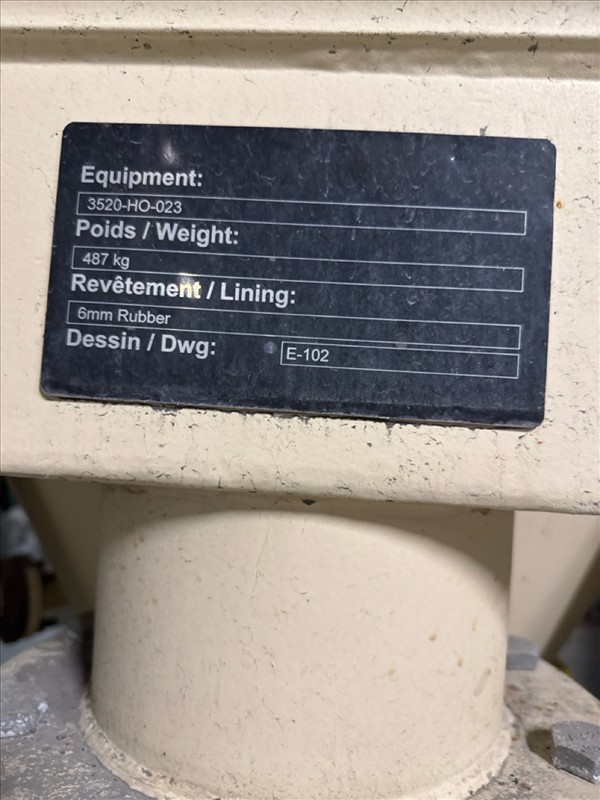 Equipment:
3520-HO-023
Poids / Weight:
487 kg
Revêtement / Lining:
6mm Rubber
Dessin / Dwg:
E-102